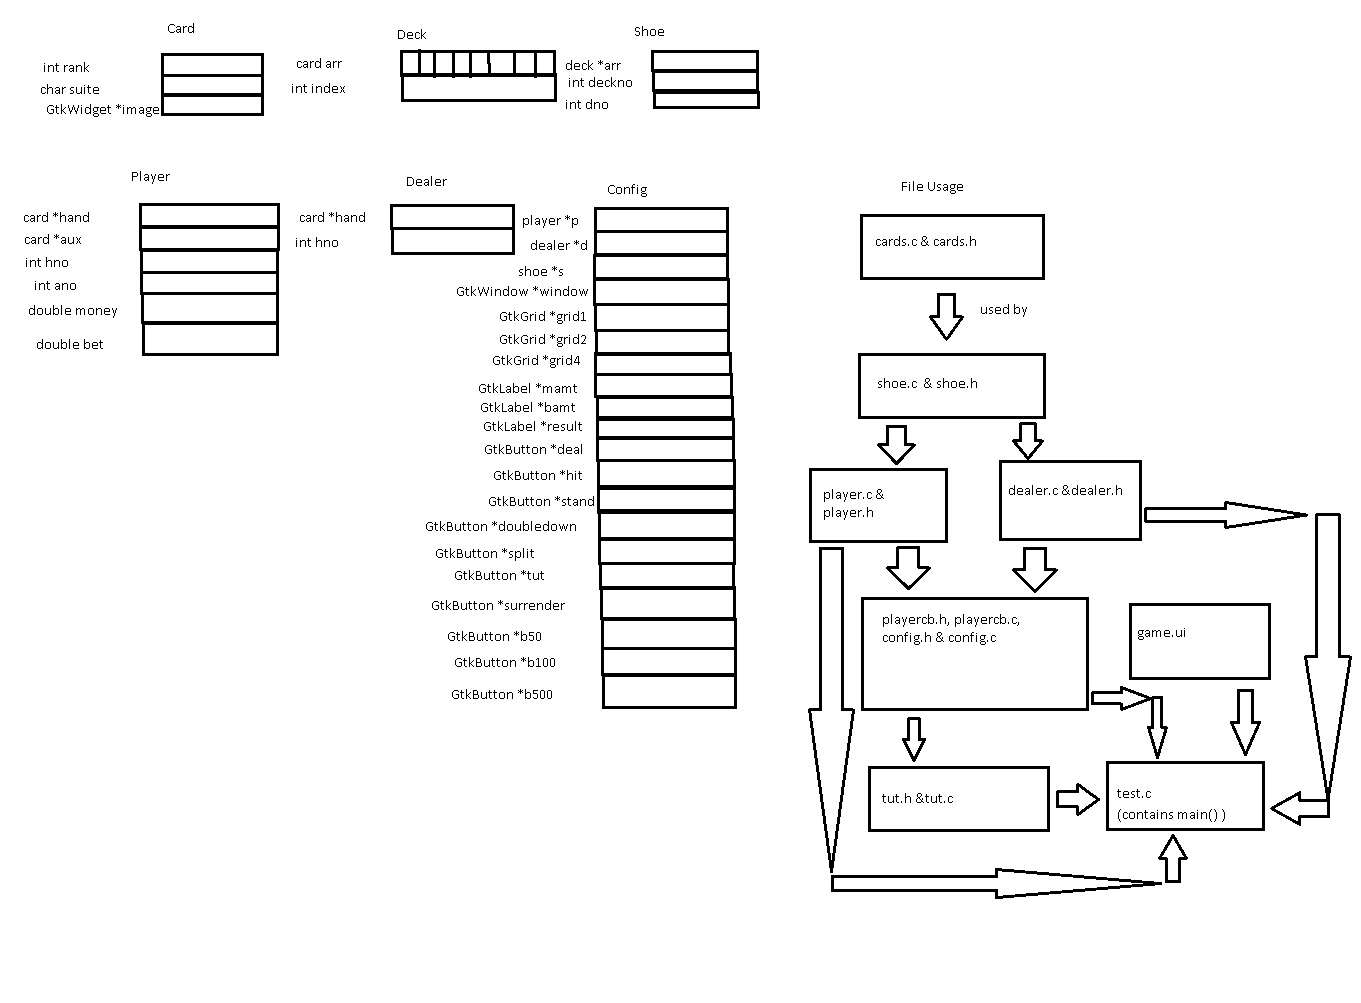 Card
int rank
char suite
GtkWidget *image
Deck
card arr
int index
Shoe
deck *arr
int deckno
int dno
Player
card *hand
card *aux
int hno
int ano
double money
double bet
Dealer
card *hand
int hno
Config
player *p
dealer *d
shoe *s
GtkWindow *window
GtkGrid *grid1
GtkGrid *grid2
GtkGrid *grid4
GtkLabel *mamt
GtkLabel *bamt
GtkLabel *result
GtkButton *deal
GtkButton *hit
GtkButton *stand
GtkButton *doubledown
GtkButton *split
GtkButton *tut
GtkButton *surrender
GtkButton *b50
GtkButton *b100
GtkButton *b500
File Usage
cards.c & cards.h
used by
shoe.c & shoe.h
player.c &
player.h
dealer.c &dealer.h
playercb.h, playercb.c,
config.h & config.c
game.ui
tut.h &tut.c
test.c
(contains main() )